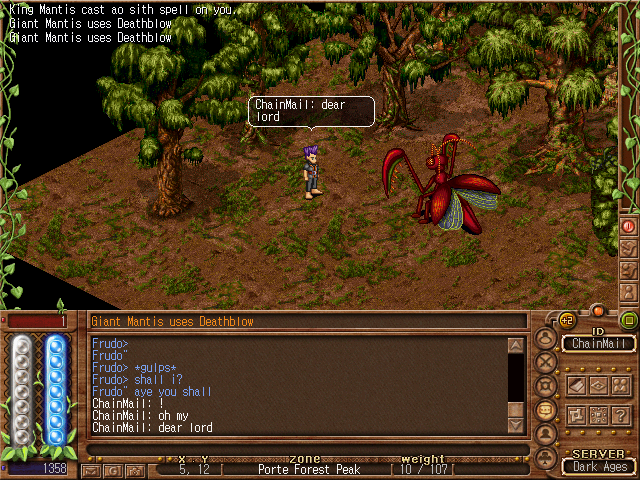 King Mantis cast ao sith spell on you.
Giant Mantis uses Deathblow
Giant Mantis uses Deathblow
ChainMail: dear
lord
1
Giant Mantis uses Deathblow
+2
ID
ChainMail
Frudo>
Frudo"
Frudo> *gulps*
Frudo> shall i?
Frudo" aye you shall
ChainMail: !
ChainMail: oh my
ChainMail: dear lord
?
x y zone weight
1358
G
5, 12 [ Porte Forest Peak [ 10 / 107[
SERVER
Dark Ages